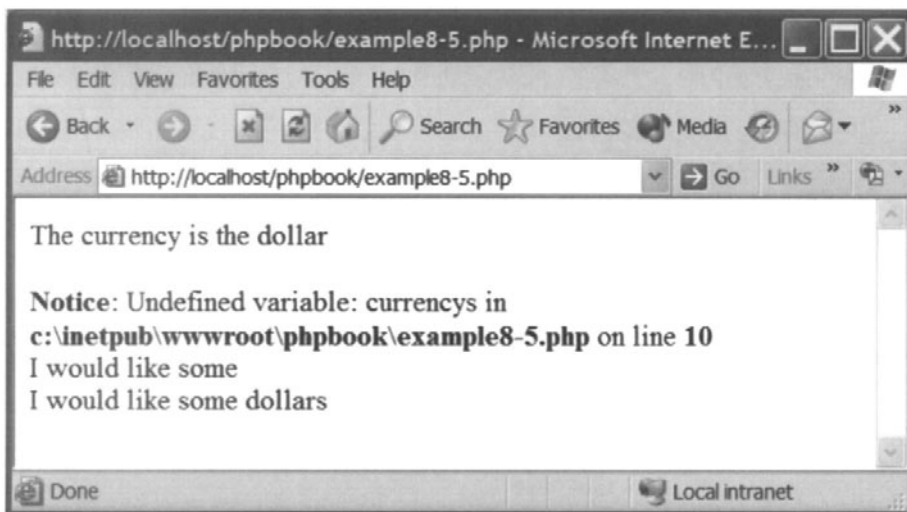 http://localhost/phpbook/example8-5.php - Microsoft Internet E...
File Edit View Favorites Tools Help
Back Search Favorites Media »
Address http://localhost/phpbook/example8-5.php Go Links »
The currency is the dollar
Notice: Undefined variable: currencys in
c:\inetpub\wwwroot\phpbook\example8-5.php on line 10
I would like some
I would like some dollars
Done Local intranet